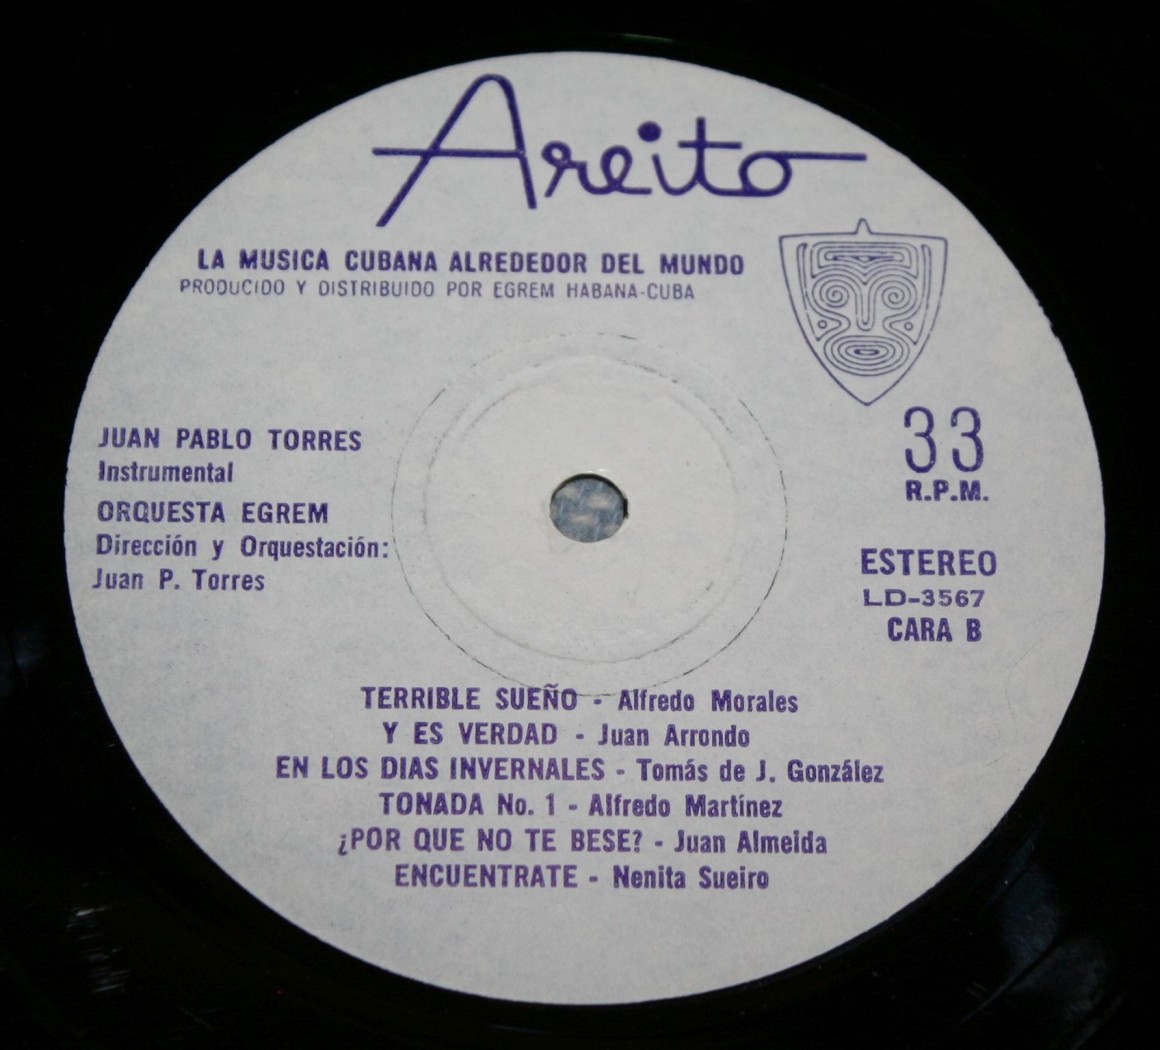 Areito
LA MUSICA CUBANA ALREDEDOR DEL MUNDO
PRODUCIDO Y DISTRIBUIDO POR EGREM HABANA-CUBA
33
R.P.M.
JUAN PABLO TORRES
Instrumental
ORQUESTA EGREM
Dirección y Orquestación:
Juan P. Torres
ESTEREO
LD-3567
CARA B
TERRIBLE SUEÑO - Alfredo Morales
Y ES VERDAD - Juan Arrondo
EN LOS DIAS INVERNALES - Tomás de J. González
TONADA No. 1 - Alfredo Martínez
¿POR QUE NO TE BESE? - Juan Almeida
ENCUENTRATE - Nenita Sueiro